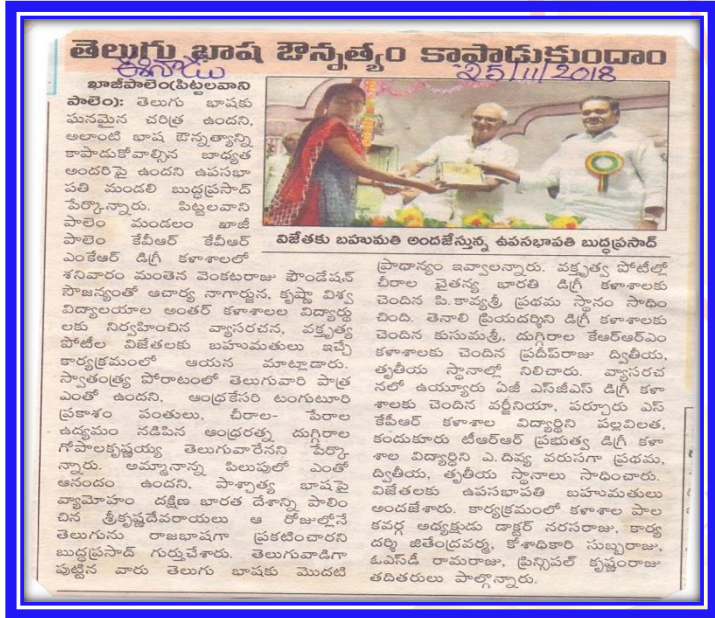 తెలుగు భాష ఔన్నత్యం కాపాడుకుందాం
ఈనాడు
25/11/2018
ఖాజీపాలెం(పిట్టలవాని
పాలెం): తెలుగు భాషకు
ఘనమైన చరిత్ర ఉందని,
అలాంటి భాష ఔన్నత్యాన్ని
కాపాడుకోవాల్సిన బాధ్యత
అందరిపై ఉందని ఉపసభా
పతి మండలి బుద్ధప్రసాద్
పేర్కొన్నారు. పిట్టలవాని
పాలెం మండలం ఖాజీ
పాలెం కేవీఆర్ కేవీఆర్
ఎంకేఆర్ డిగ్రీ కళాశాలలో
శనివారం మంతెన వెంకటరాజు ఫౌండేషన్
సౌజన్యంతో ఆచార్య నాగార్జున, కృష్ణా విశ్వ
విద్యాలయాల అంతర్ కళాశాలల విద్యార్థు
లకు నిర్వహించిన వ్యాసరచన, వక్తృత్వ
పోటీల విజేతలకు బహుమతులు ఇచ్చే
కార్యక్రమంలో ఆయన మాట్లాడారు.
స్వాతంత్ర్య పోరాటంలో తెలుగువారి పాత్ర
ఎంతో ఉందని, ఆంధ్రకేసరి టంగుటూరి
ప్రకాశం పంతులు, చీరాల- పేరాల
ఉద్యమం నడిపిన ఆంధ్రరత్న దుగ్గిరాల
గోపాలకృష్ణయ్య తెలుగువారేనని పేర్కొ
న్నారు. అమ్మానాన్న పిలుపులో ఎంతో
ఆనందం ఉందని, పాశ్చాత్య భాషపై
వ్యామోహం దక్షిణ భారత దేశాన్ని పాలిం
చిన శ్రీకృష్ణదేవరాయలు ఆ రోజుల్లోనే
తెలుగును రాజభాషగా ప్రకటించారని
బుద్ధప్రసాద్ గుర్తుచేశారు. తెలుగువాడిగా
పుట్టిన వారు తెలుగు భాషకు మొదటి
విజేతకు బహుమతి అందజేస్తున్న ఉపసభాపతి బుద్ధప్రసాద్
ప్రాధాన్యం ఇవ్వాలన్నారు. వక్తృత్వ పోటీల్లో
చీరాల చైతన్య భారతి డిగ్రీ కళాశాలకు
చెందిన పి.కావ్యశ్రీ ప్రథమ స్థానం సాధిం
చింది. తెనాలి ప్రియదర్శిని డిగ్రీ కళాశాలకు
చెందిన కుసుమశ్రీ, దుగ్గిరాల కేఆర్ఆర్ఎం
కళాశాలకు చెందిన ప్రదీప్‌రాజు ద్వితీయ,
తృతీయ స్థానాల్లో నిలిచారు. వ్యాసరచ
నలో ఉయ్యూరు ఏజీ ఎస్‌జీఎస్ డిగ్రీ కళా
శాలకు చెందిన వర్జీనియా, పర్చూరు ఎస్
కేపీఆర్ కళాశాల విద్యార్థిని పల్లవిలత,
కందుకూరు టీఆర్ఆర్ ప్రభుత్వ డిగ్రీ కళా
శాల విద్యార్థిని ఎ.దివ్య వరుసగా ప్రథమ,
ద్వితీయ, తృతీయ స్థానాలు సాధించారు.
విజేతలకు ఉపసభాపతి బహుమతులు
అందజేశారు. కార్యక్రమంలో కళాశాల పాల
కవర్గ అధ్యక్షుడు డాక్టర్ నరసరాజు, కార్య
దర్శి జితేంద్రవర్మ, కోశాధికారి సుబ్బరాజు,
ఓఎస్‌డీ రామరాజు, ప్రిన్సిపల్ కృష్ణంరాజు
తదితరులు పాల్గొన్నారు.